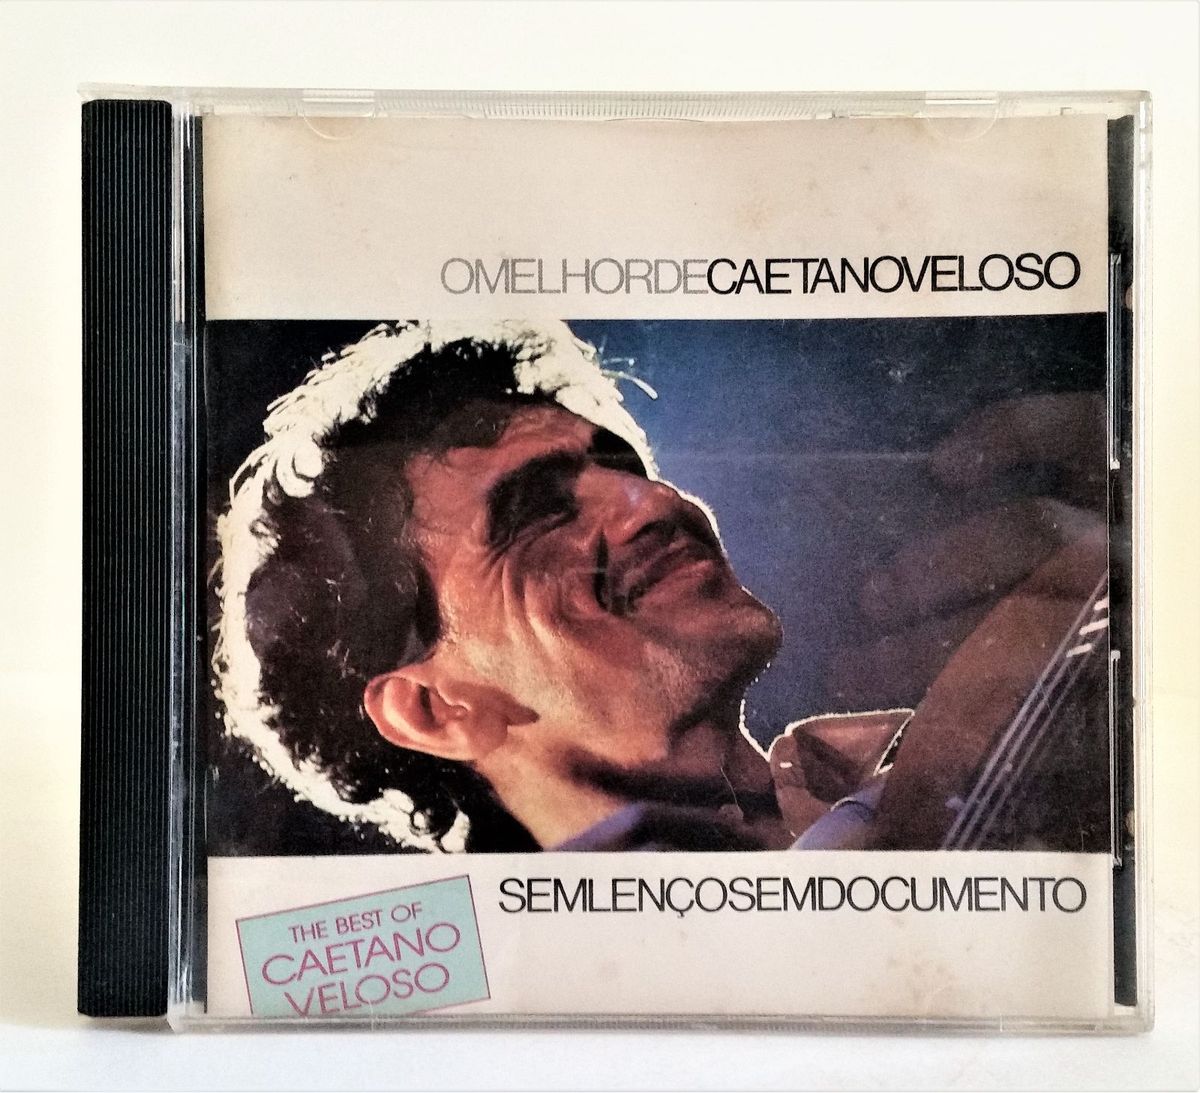 OMELHORDECAETANOVELOSO
SEMLENÇOSEMDOCUMENTO
THE BEST OF
CAETANO
VELOSO